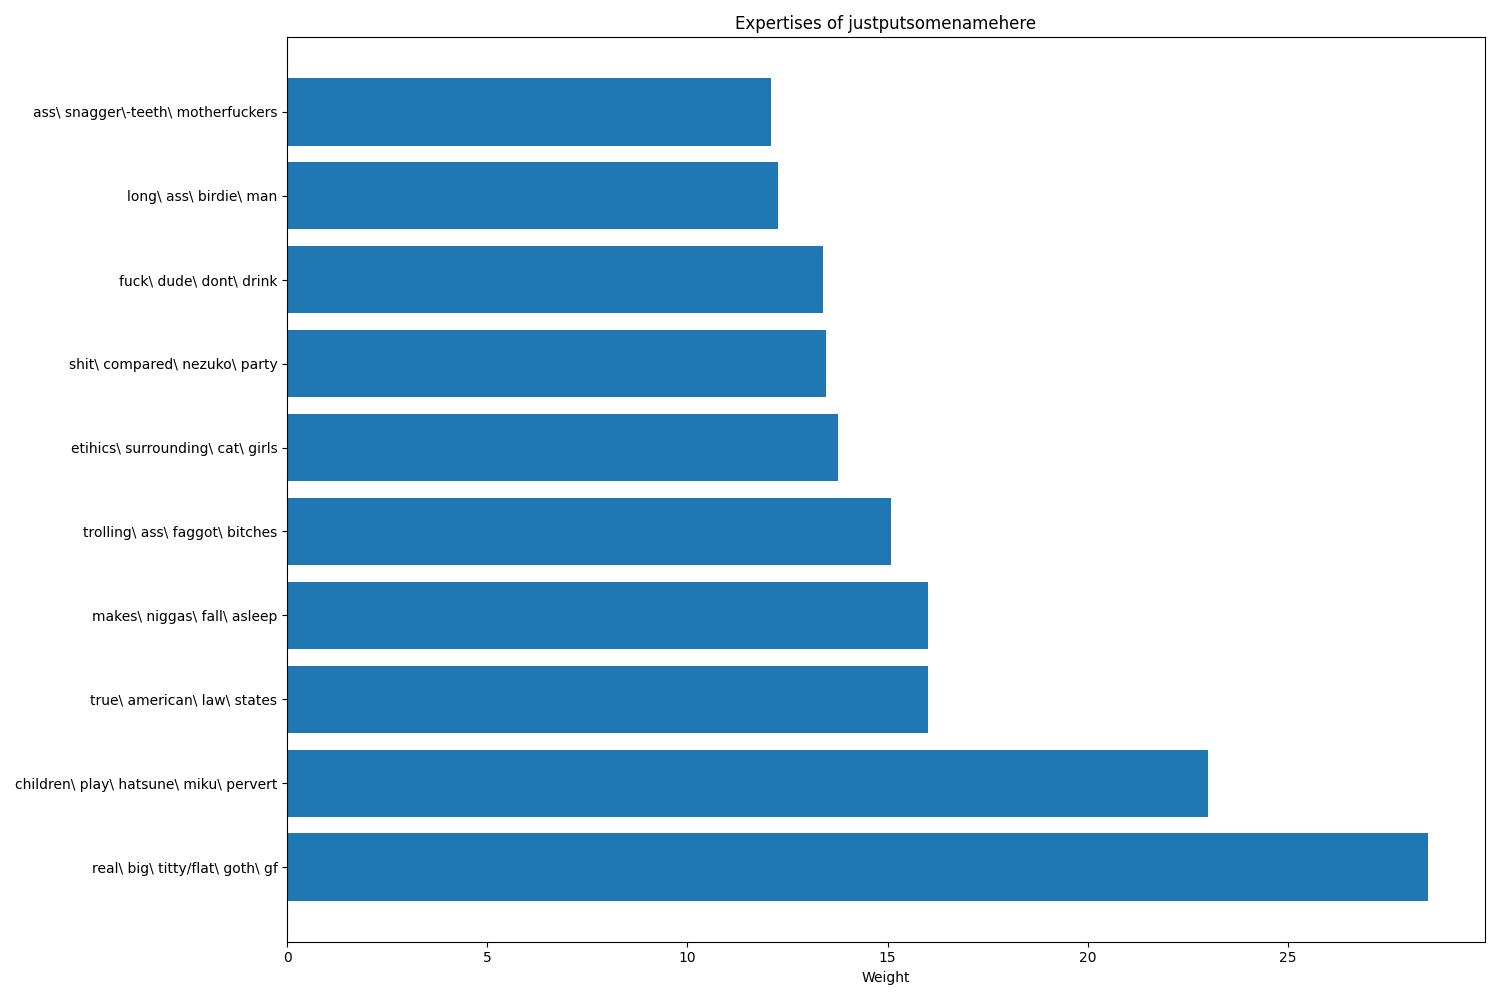 Expertises of justputsomenamehere
ass\ snagger\-teeth\ motherfuckers
long\ ass\ birdie\ man
fuck\ dude\ dont\ drink
shit\ compared\ nezuko\ party
etihics\ surrounding\ cat\ girls
trolling\ ass\ faggot\ bitches
makes\ niggas\ fall\ asleep
true\ american\ law\ states
children\ play\ hatsune\ miku\ pervert
real\ big\ titty/flat\ goth\ gf
0 5 10 15 20 25
Weight